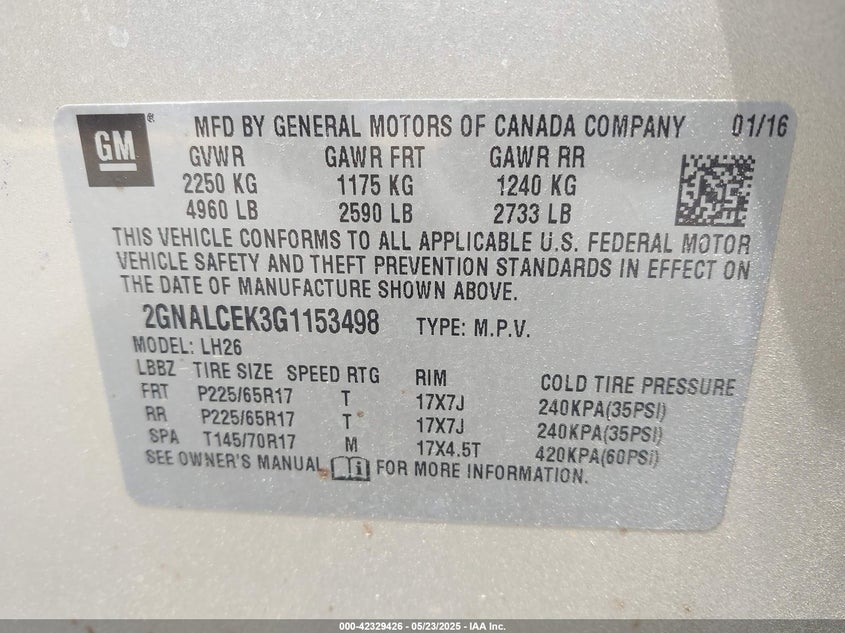 GM ® MFD BY GENERAL MOTORS OF CANADA COMPANY 01/16
GVWR GAWR FRT GAWR RR
2250 KG 1175 KG 1240 KG
4960 LB 2590 LB 2733 LB
THIS VEHICLE CONFORMS TO ALL APPLICABLE U.S. FEDERAL MOTOR
VEHICLE SAFETY AND THEFT PREVENTION STANDARDS IN EFFECT ON
THE DATE OF MANUFACTURE SHOWN ABOVE.
2GNALCEK3G1153498 TYPE: M.P.V.
MODEL: LH26
LBBZ TIRE SIZE SPEED RTG RIM COLD TIRE PRESSURE
FRT P225/65R17 T 17X7J 240KPA(35PSI)
RR P225/65R17 T 17X7J 240KPA(35PSI)
SPA T145/70R17 M 17X4.5T 420KPA(60PSI)
SEE OWNER'S MANUAL FOR MORE INFORMATION.
000-42329426 - 05/23/2025 - IAA Inc.